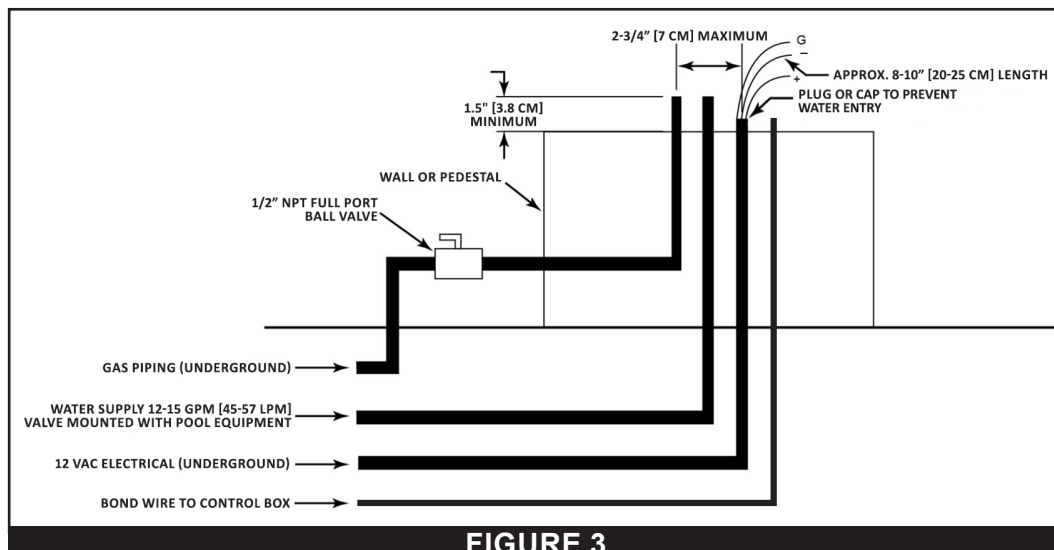 2-3/4” [7 CM] MAXIMUM
G
–
+
APPROX. 8-10” [20-25 CM] LENGTH
PLUG OR CAP TO PREVENT
WATER ENTRY
1.5" [3.8 CM]
MINIMUM
WALL OR PEDESTAL
1/2” NPT FULL PORT
BALL VALVE
GAS PIPING (UNDERGROUND)
WATER SUPPLY 12-15 GPM [45-57 LPM]
VALVE MOUNTED WITH POOL EQUIPMENT
12 VAC ELECTRICAL (UNDERGROUND)
BOND WIRE TO CONTROL BOX
FIGURE 3